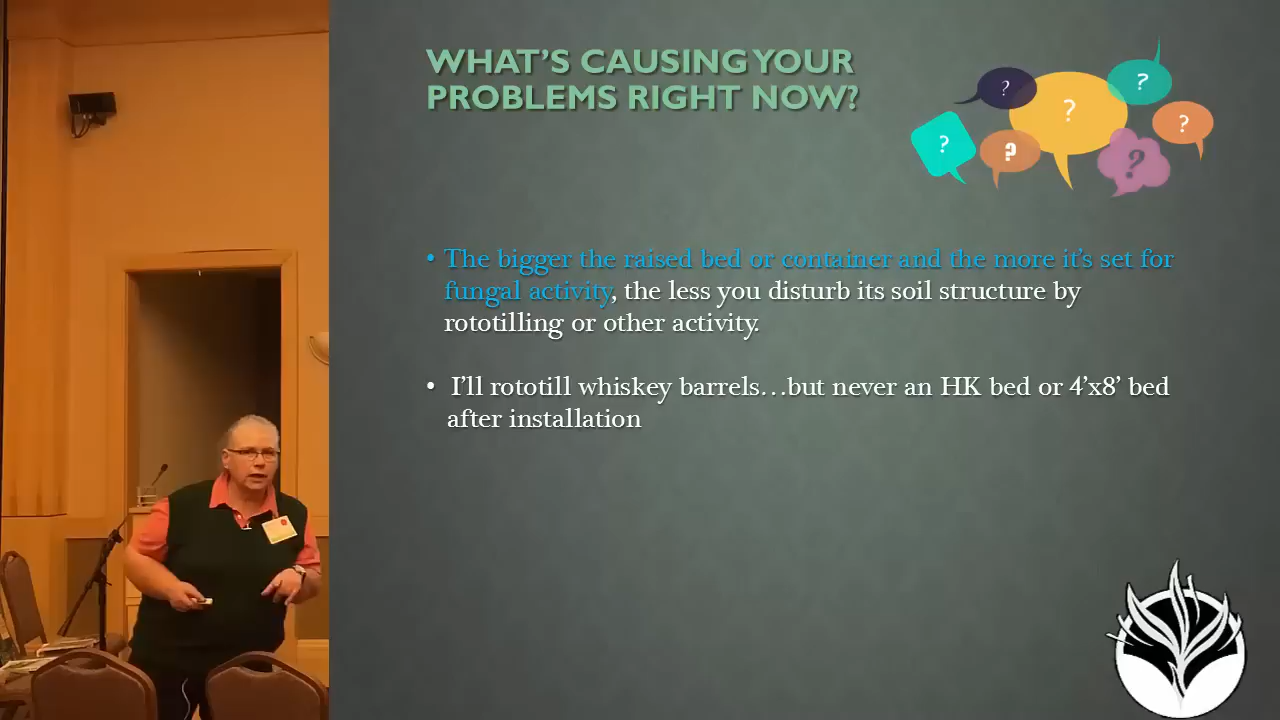 WHAT'S CAUSING YOUR
PROBLEMS RIGHT NOW?
? ? ? ? ? ? ?
• The bigger the raised bed or container and the more it's set for
fungal activity, the less you disturb its soil structure by
rototilling or other activity.
• I'll rototill whiskey barrels…but never an HK bed or 4'x8' bed
after installation